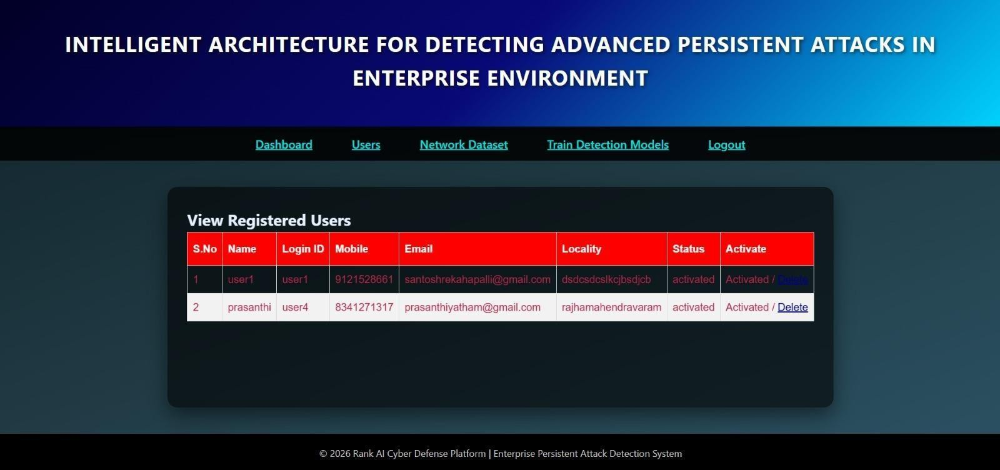 INTELLIGENT ARCHITECTURE FOR DETECTING ADVANCED PERSISTENT ATTACKS IN
ENTERPRISE ENVIRONMENT
Dashboard Users Network Dataset Train Detection Models Logout
View Registered Users
S.No Name Login ID Mobile Email Locality Status Activate
1 user1 user1 9121528661 santoshrekahapalli@gmail.com dsdcsdcslkcjbsdjcb activated Activated / Delete
2 prasanthi user4 8341271317 prasanthiyatham@gmail.com rajhamahendravaram activated Activated / Delete
© 2026 Rank AI Cyber Defense Platform | Enterprise Persistent Attack Detection System